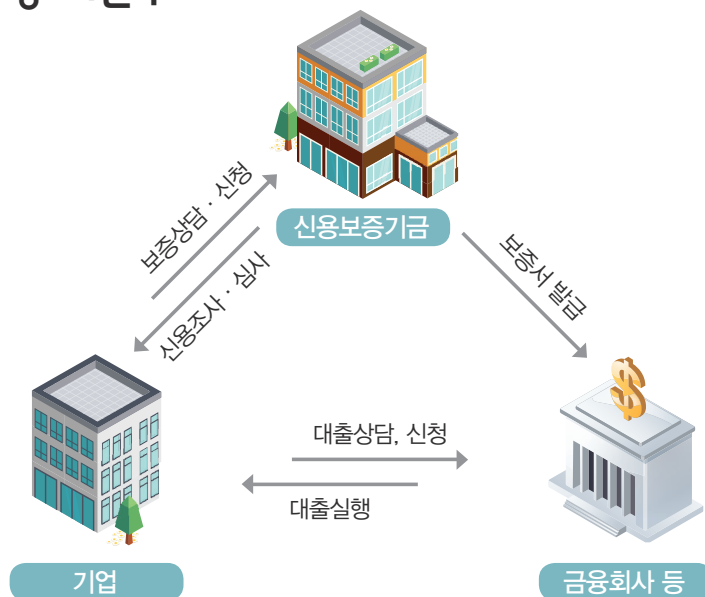 보증상담 · 신청
신용보증기금
신용조사 · 심사
보증서 발급
대출상담, 신청
대출실행
기업
금융회사 등